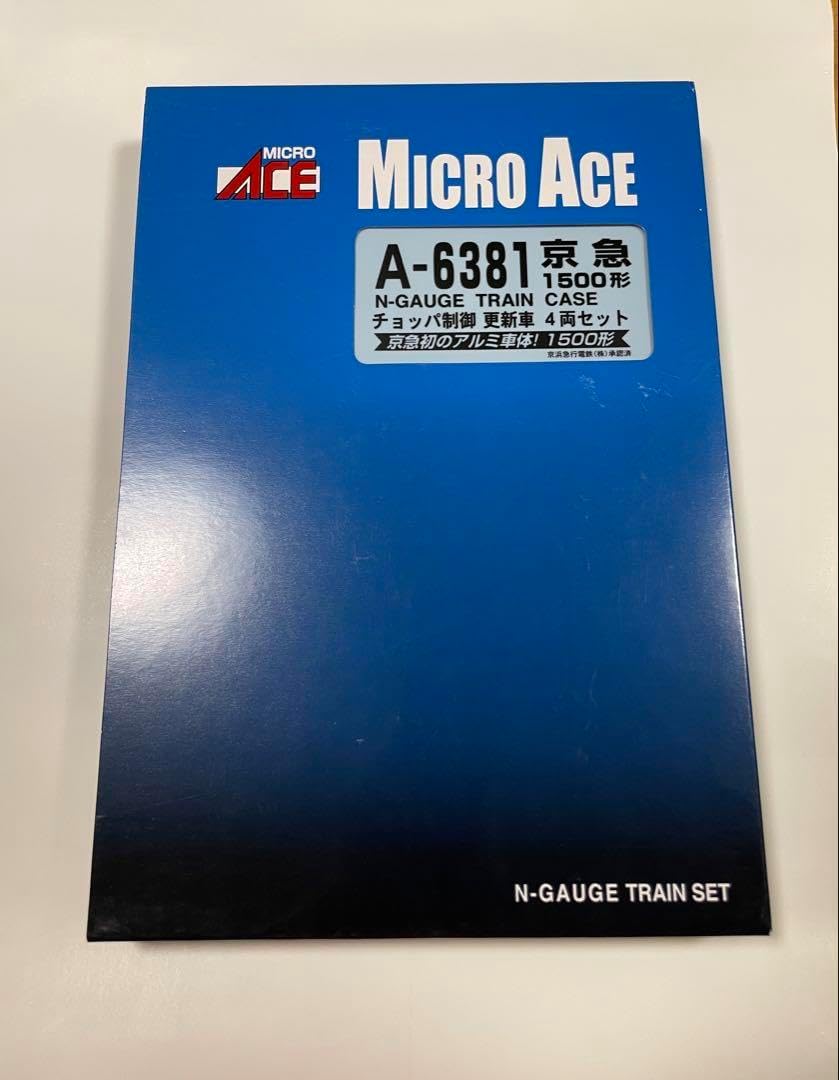 MICRO
ACE
MICRO ACE
A-6381 京急
1500形
N-GAUGE TRAIN CASE
チョッパ制御 更新車 4両セット
京急初のアルミ車体! 1500形
京浜急行電鉄(株)承認済
N-GAUGE TRAIN SET